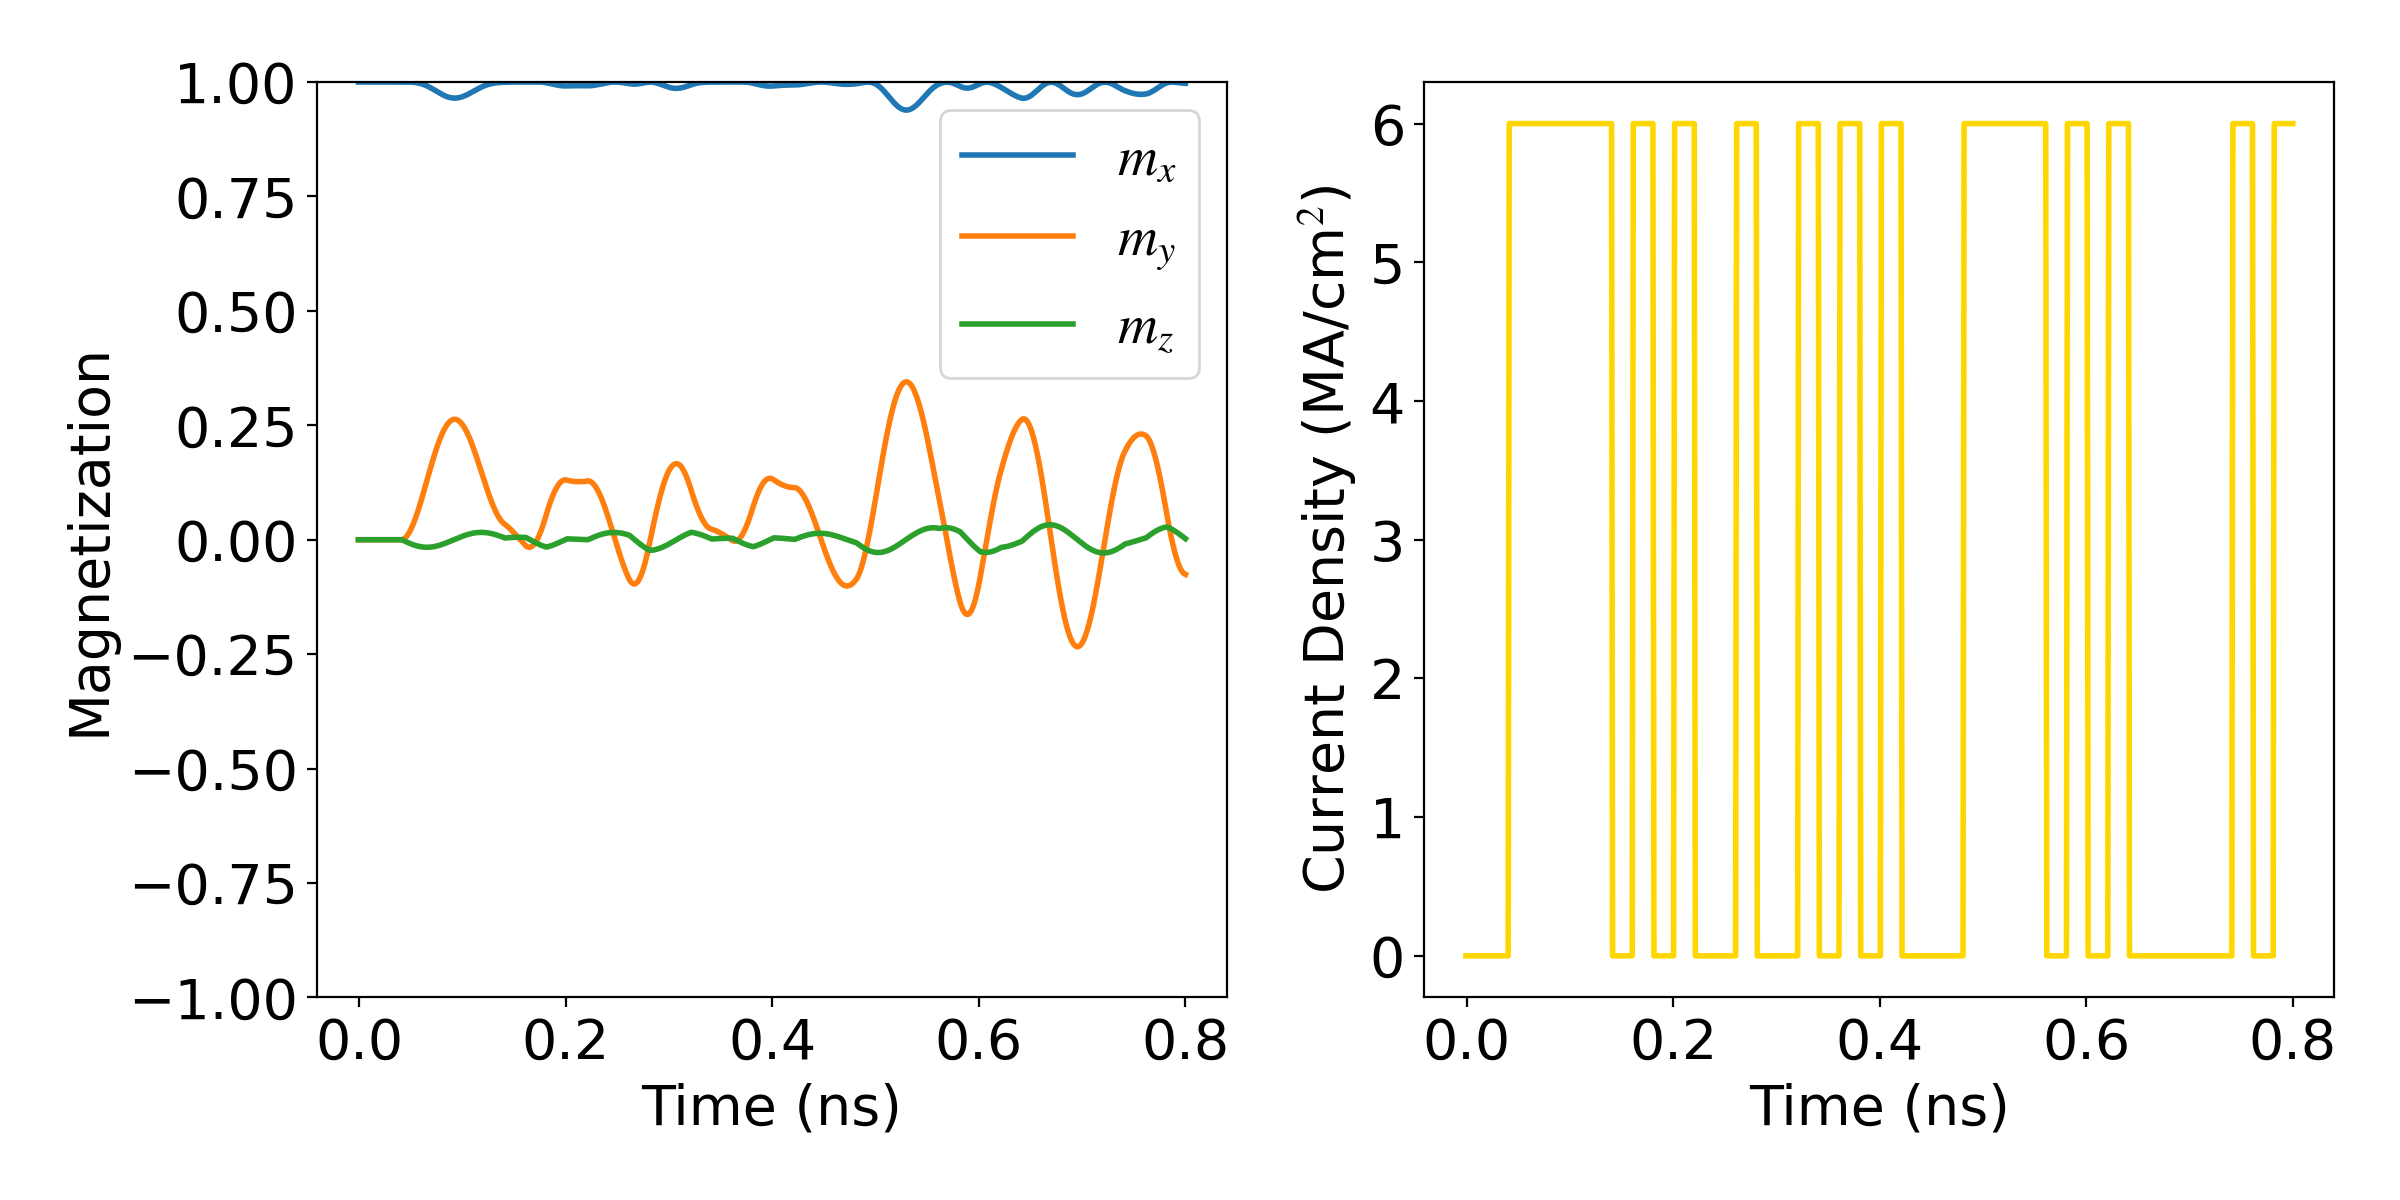 Magnetization
1.00
0.75
0.50
0.25
0.00
−0.25
−0.50
−0.75
−1.00
0.0 0.2 0.4 0.6 0.8
Time (ns)
mₓ
m_y
m_z
Current Density (MA/cm²)
6
5
4
3
2
1
0
0.0 0.2 0.4 0.6 0.8
Time (ns)